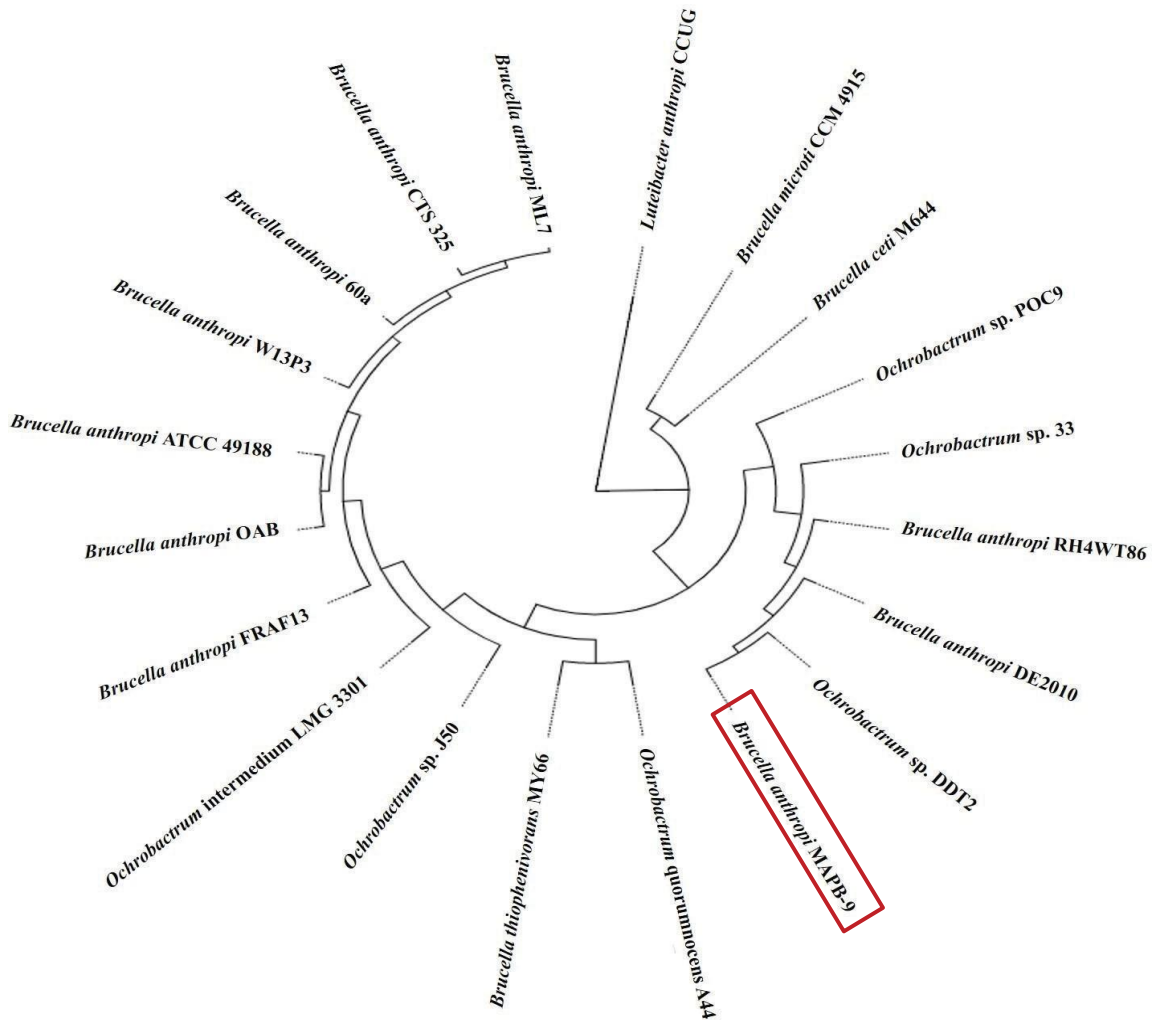 Luteibacter anthropi CCUG
Brucella microti CCM 4915
Brucella ceti M644
Ochrobactrum sp. POC9
Ochrobactrum sp. 33
Brucella anthropi RH4WT86
Brucella anthropi DE2010
Ochrobactrum sp. DDT2
Brucella anthropi MAPB-9
Ochrobactrum quorumnocens A44
Brucella thiophenivorans MY66
Ochrobactrum sp. J50
Ochrobactrum intermedium LMG 3301
Brucella anthropi FRAF13
Brucella anthropi OAB
Brucella anthropi ATCC 49188
Brucella anthropi W13P3
Brucella anthropi 60a
Brucella anthropi CTS 325
Brucella anthropi ML7